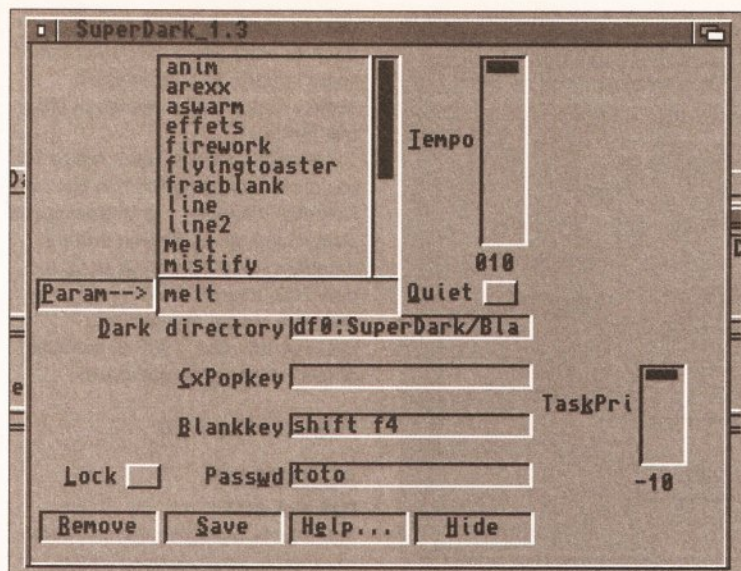 SuperDark_1.3
anim
arexx
aswarm
effets
firework
flyingtoaster
fracblank
line
line2
melt
mistify
Tempo
010
Param--> melt
Quiet
Dark directory df0:SuperDark/Bla
CxPopkey
TaskPri
Blankkey shift f4
Lock
Passwd toto
-10
Remove Save Help... Hide